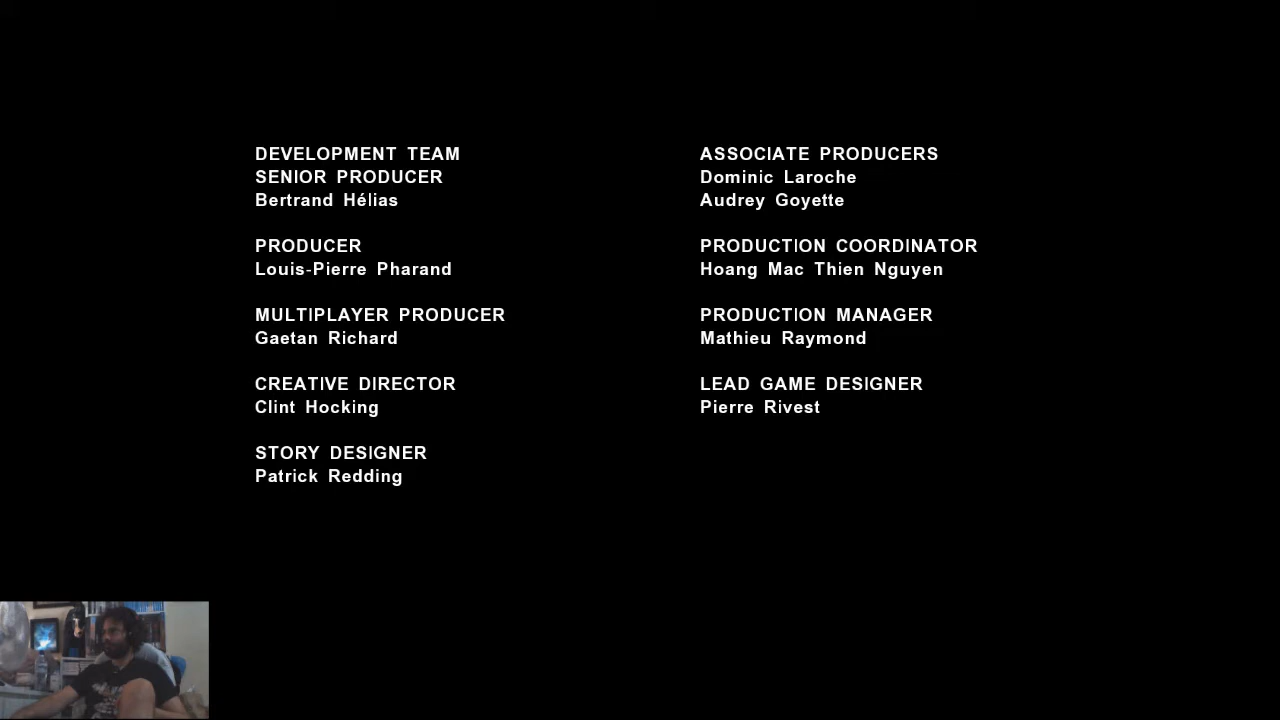 DEVELOPMENT TEAM
SENIOR PRODUCER
Bertrand Hélias
PRODUCER
Louis-Pierre Pharand
MULTIPLAYER PRODUCER
Gaetan Richard
CREATIVE DIRECTOR
Clint Hocking
STORY DESIGNER
Patrick Redding
ASSOCIATE PRODUCERS
Dominic Laroche
Audrey Goyette
PRODUCTION COORDINATOR
Hoang Mac Thien Nguyen
PRODUCTION MANAGER
Mathieu Raymond
LEAD GAME DESIGNER
Pierre Rivest